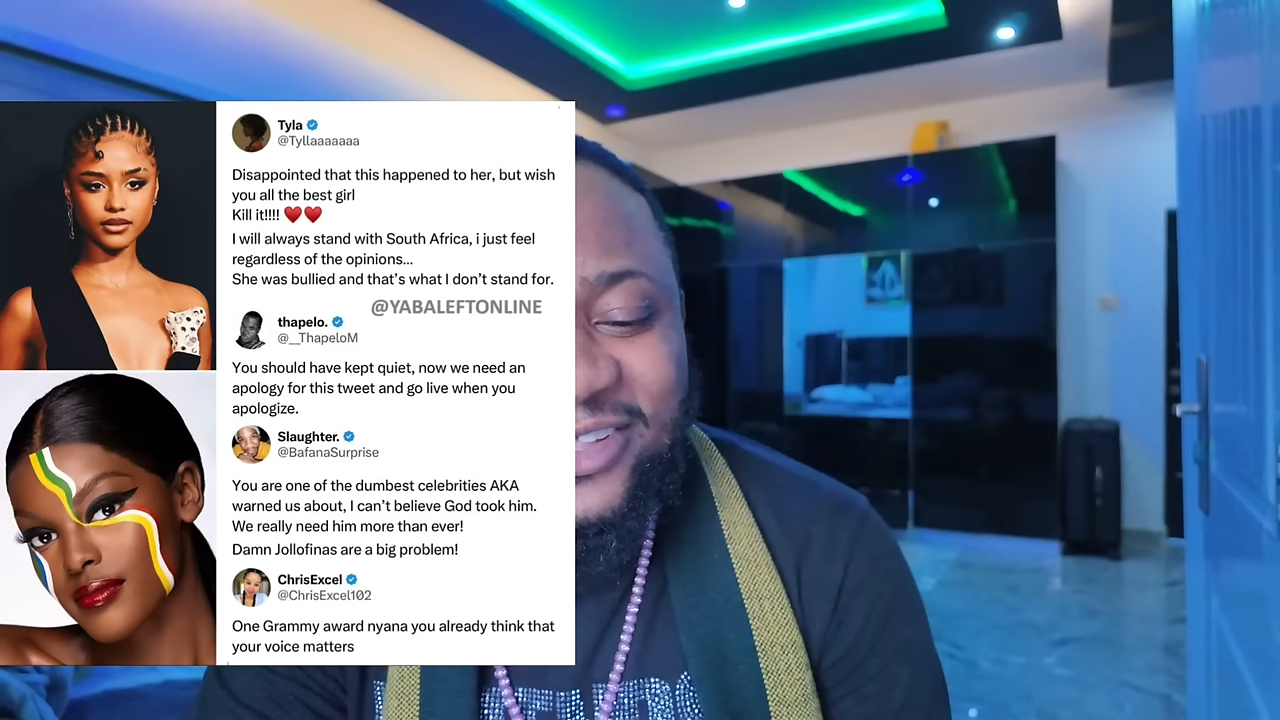 Tyla
@Tyllaaaaaaa
Disappointed that this happened to her, but wish
you all the best girl
Kill it!!!! ❤️❤️
I will always stand with South Africa, i just feel
regardless of the opinions...
She was bullied and that's what I don't stand for.
@YABALEFTONLINE
thapelo.
@__ThapeloM
You should have kept quiet, now we need an
apology for this tweet and go live when you
apologize.
Slaughter.
@BafanaSurprise
You are one of the dumbest celebrities AKA
warned us about, I can't believe God took him.
We really need him more than ever!
Damn Jollofinas are a big problem!
ChrisExcel
@ChrisExcel102
One Grammy award nyana you already think that
your voice matters